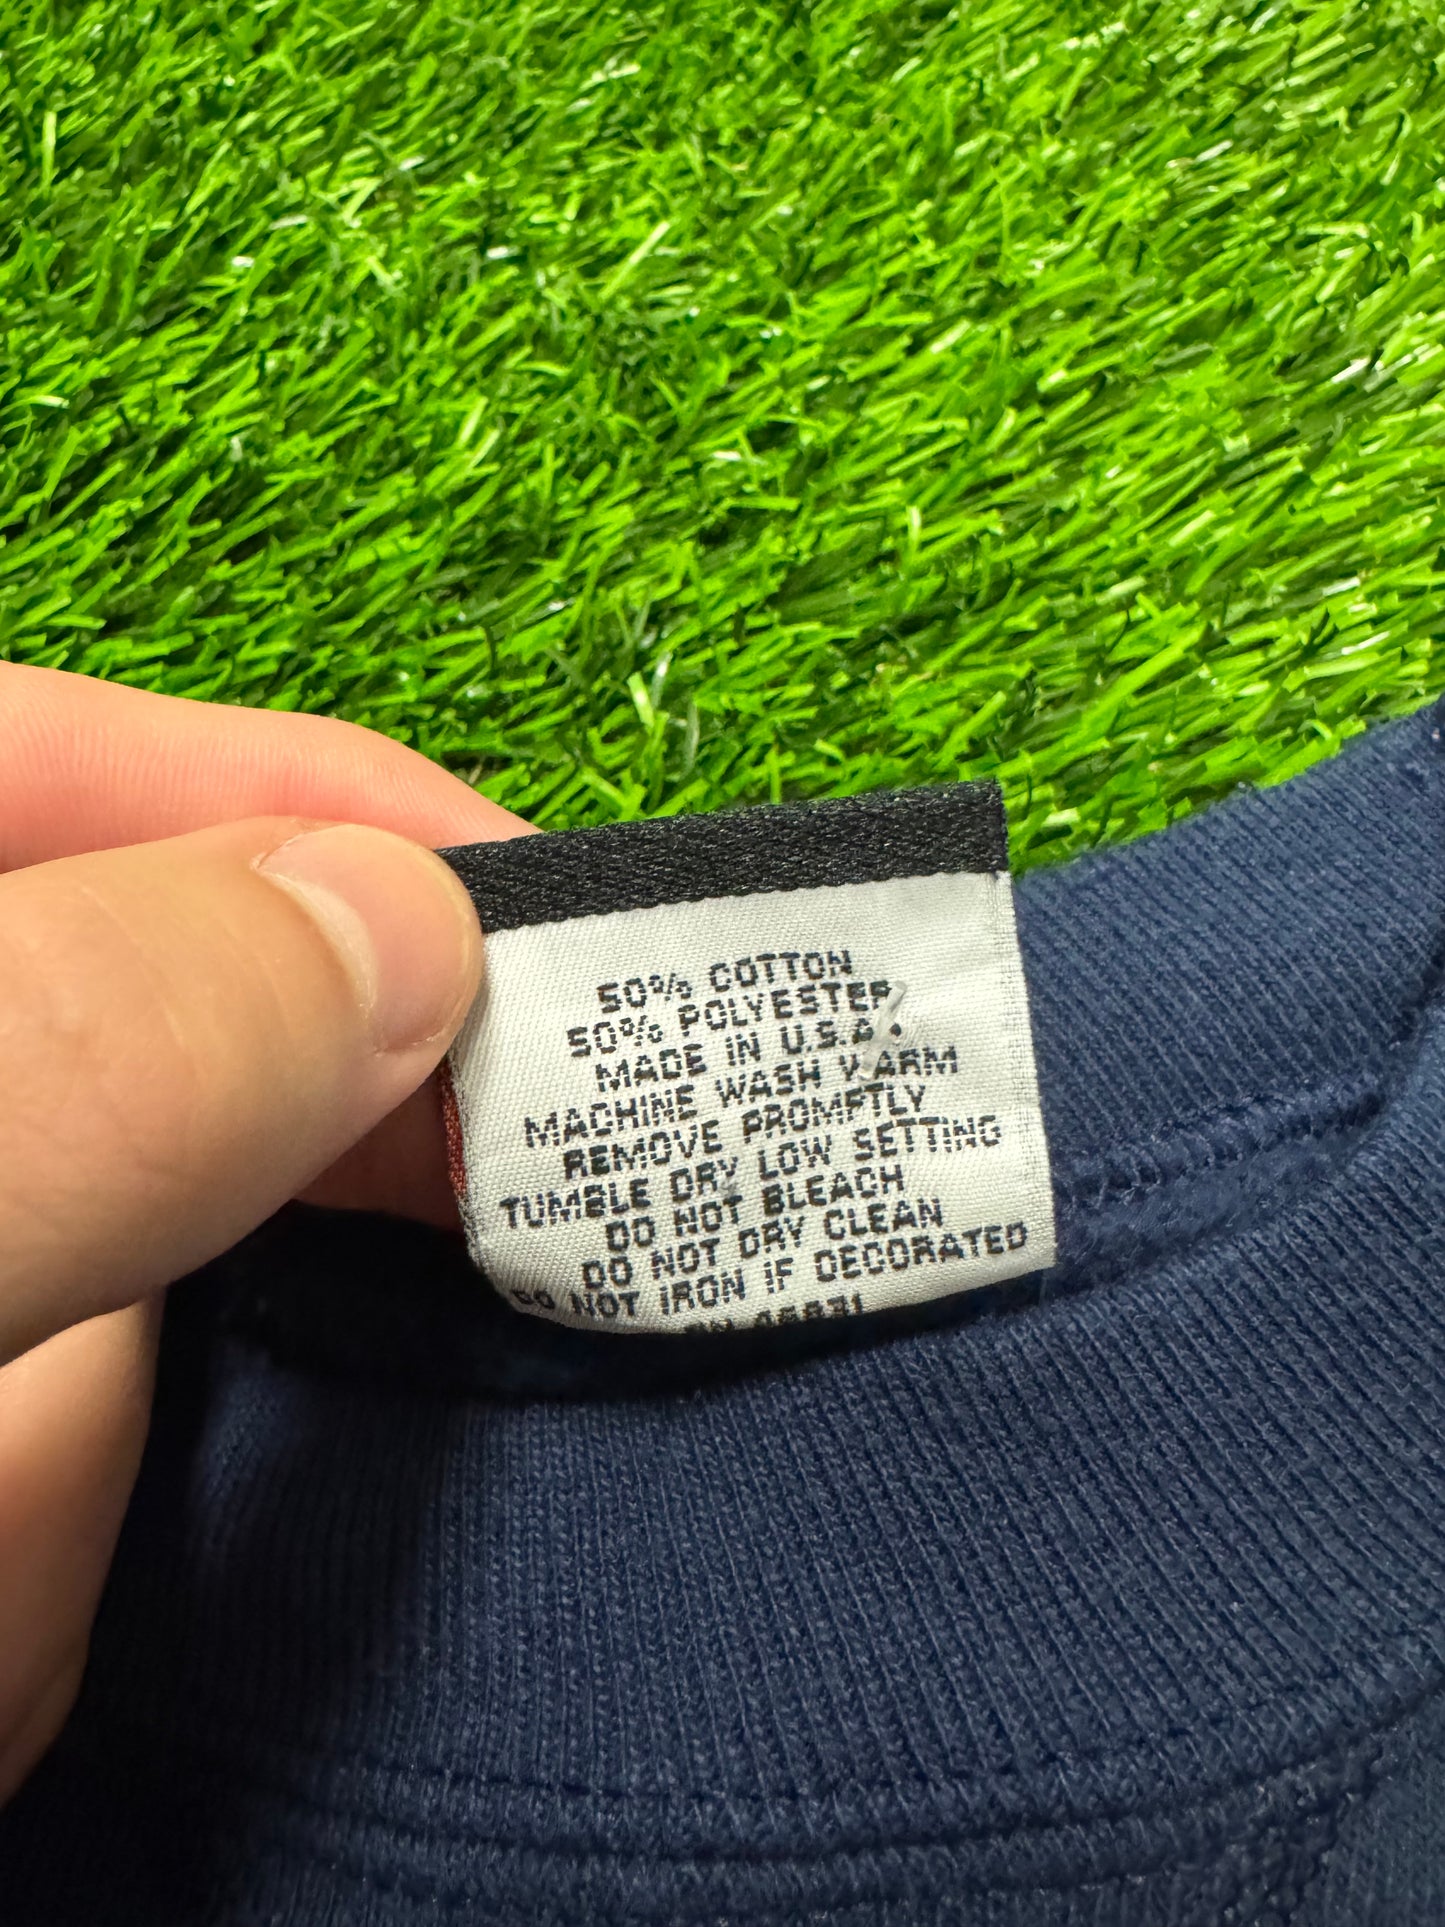 50% COTTON
50% POLYESTER
MADE IN U.S.A.
MACHINE WASH WARM
REMOVE PROMPTLY
TUMBLE DRY LOW SETTING
DO NOT BLEACH
DO NOT DRY CLEAN
DO NOT IRON IF DECORATED